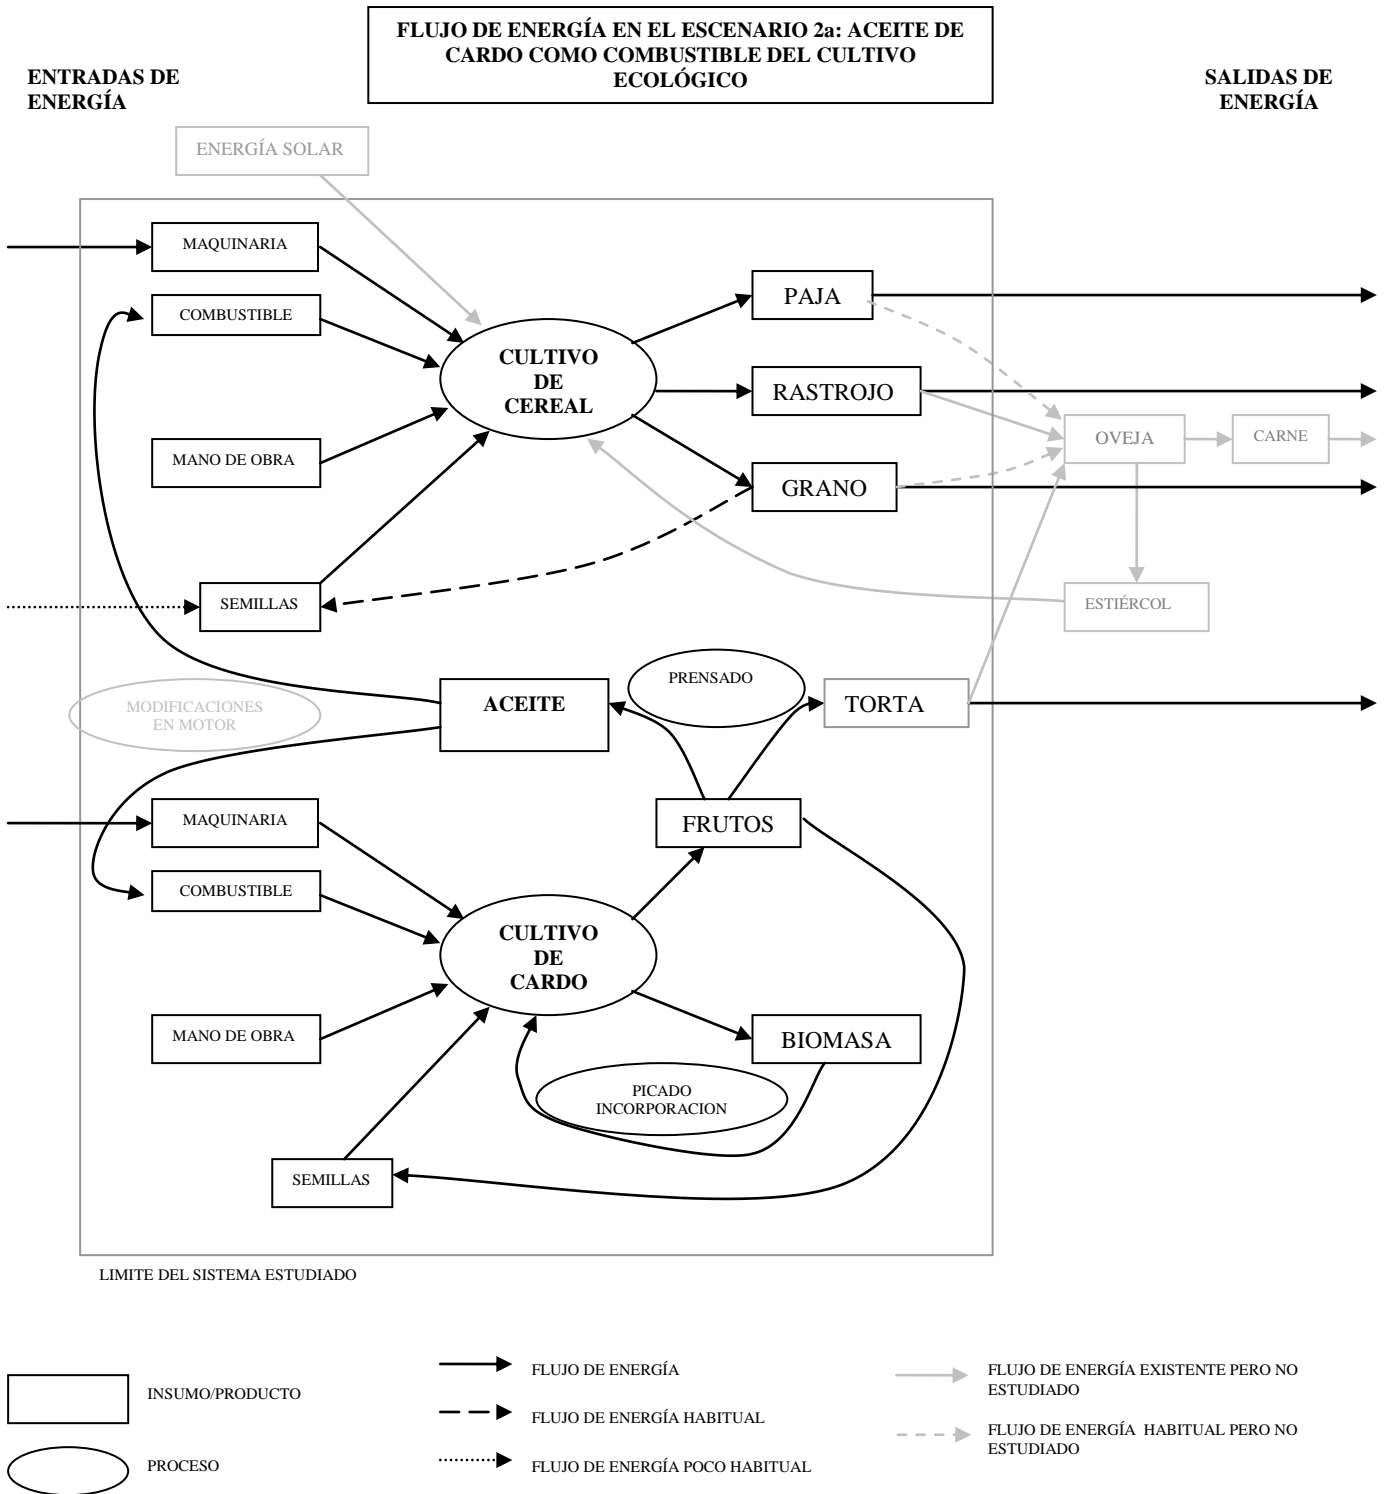 FLUJO DE ENERGÍA EN EL ESCENARIO 2a: ACEITE DE
CARDO COMO COMBUSTIBLE DEL CULTIVO
ECOLÓGICO
ENTRADAS DE
ENERGÍA
SALIDAS DE
ENERGÍA
ENERGÍA SOLAR
MAQUINARIA
COMBUSTIBLE
MANO DE OBRA
SEMILLAS
CULTIVO
DE
CEREAL
PAJA
RASTROJO
GRANO
OVEJA
CARNE
ESTIÉRCOL
MODIFICACIONES
EN MOTOR
ACEITE
PRENSADO
TORTA
MAQUINARIA
COMBUSTIBLE
MANO DE OBRA
SEMILLAS
CULTIVO
DE
CARDO
FRUTOS
BIOMASA
PICADO
INCORPORACION
LIMITE DEL SISTEMA ESTUDIADO
INSUMO/PRODUCTO
PROCESO
FLUJO DE ENERGÍA
FLUJO DE ENERGÍA HABITUAL
FLUJO DE ENERGÍA POCO HABITUAL
FLUJO DE ENERGÍA EXISTENTE PERO NO
ESTUDIADO
FLUJO DE ENERGÍA HABITUAL PERO NO
ESTUDIADO